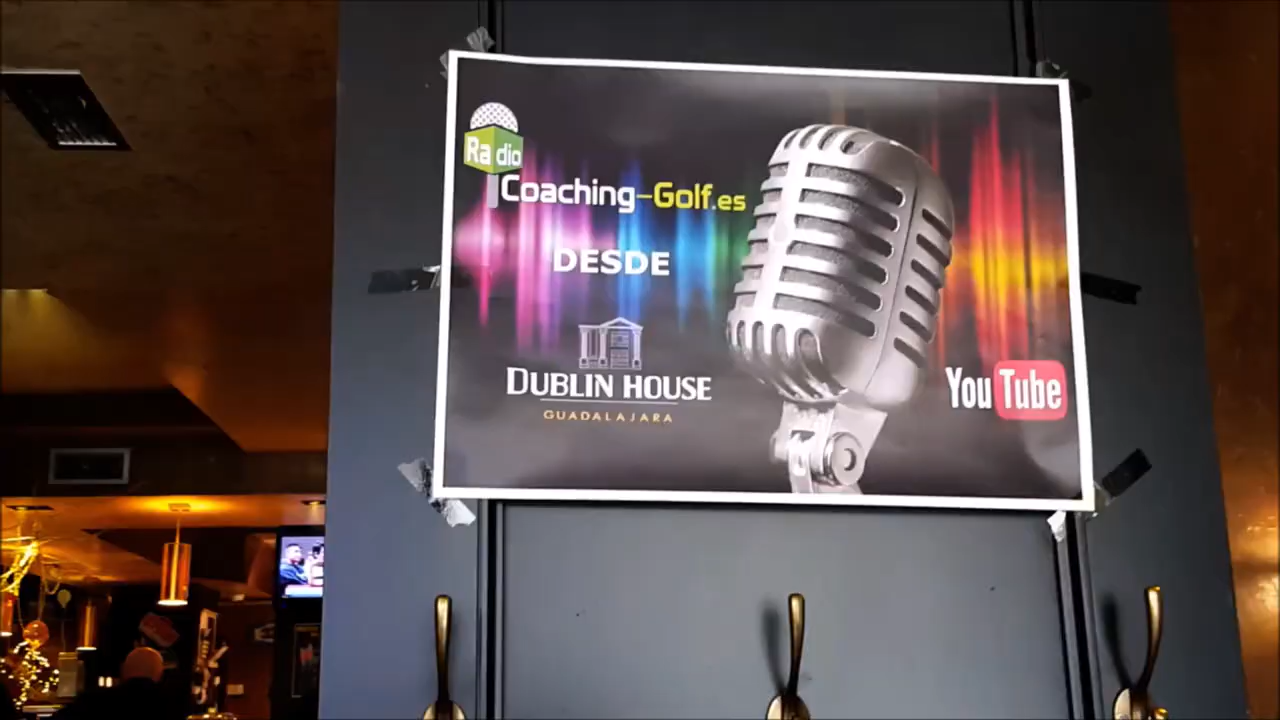 Radio
Coaching-Golf.es
DESDE
DUBLIN HOUSE
GUADALAJARA
YouTube